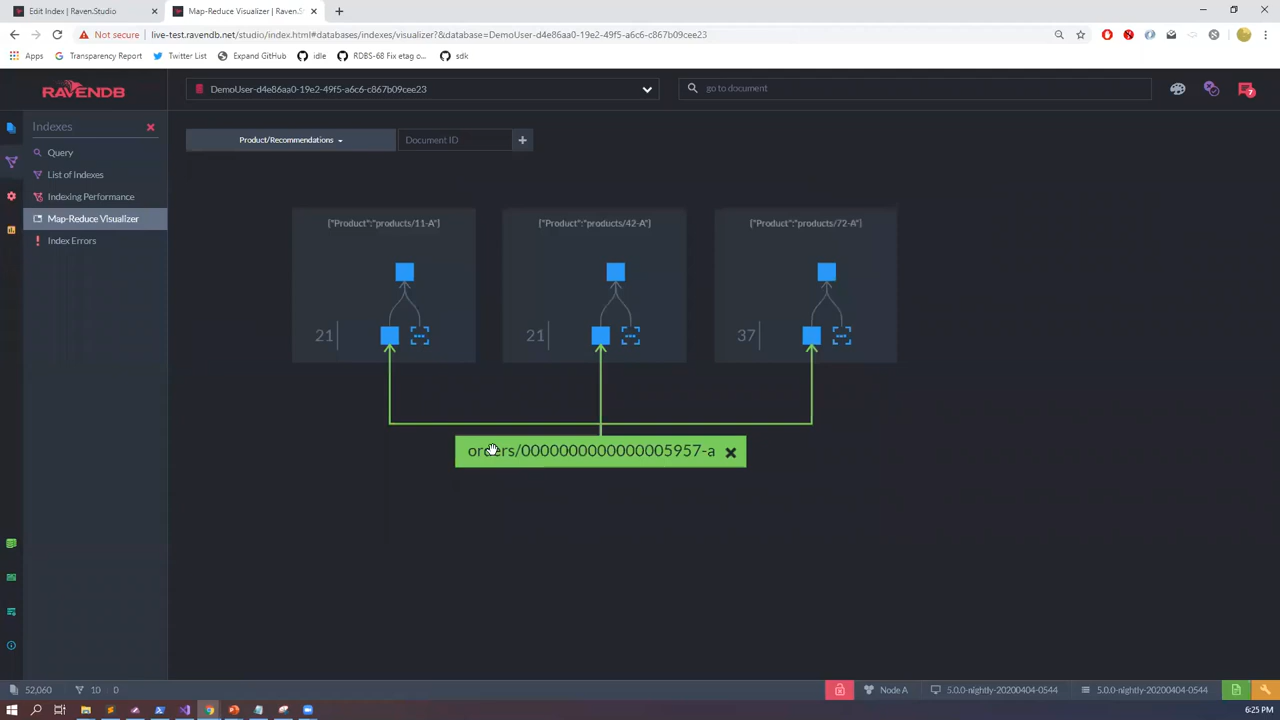 Edit Index | Raven.Studio
Map-Reduce Visualizer | Raven.S
Not secure
live-test.ravendb.net/studio/index.html#databases/indexes/visualizer?&database=DemoUser-d4e86aa0-19e2-49f5-a6c6-c867b09cee23
Apps
Transparency Report
Twitter List
Expand GitHub
idle
RDBS-68 Fix etag o...
sdk
RAVENDB
DemoUser-d4e86aa0-19e2-49f5-a6c6-c867b09cee23
go to document
7
Indexes
Query
List of Indexes
Indexing Performance
Map-Reduce Visualizer
Index Errors
Product/Recommendations
Document ID
{"Product":"products/11-A"}
{"Product":"products/42-A"}
{"Product":"products/72-A"}
21
21
37
orders/0000000000000005957-a
52,060
10
0
Node A
5.0.0-nightly-20200404-0544
5.0.0-nightly-20200404-0544
6:25 PM